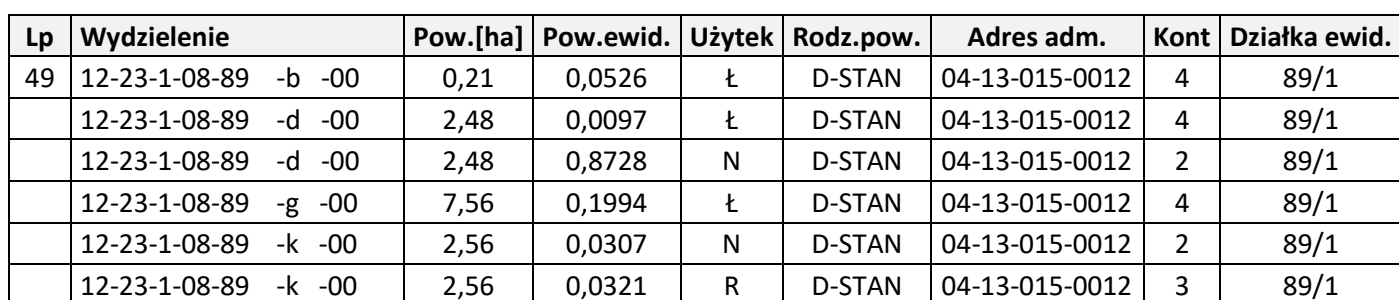 Lp Wydzielenie Pow.[ha] Pow.ewid. Użytek Rodz.pow. Adres adm. Kont Działka ewid.
49 12-23-1-08-89 -b -00 0,21 0,0526 Ł D-STAN 04-13-015-0012 4 89/1
12-23-1-08-89 -d -00 2,48 0,0097 Ł D-STAN 04-13-015-0012 4 89/1
12-23-1-08-89 -d -00 2,48 0,8728 N D-STAN 04-13-015-0012 2 89/1
12-23-1-08-89 -g -00 7,56 0,1994 Ł D-STAN 04-13-015-0012 4 89/1
12-23-1-08-89 -k -00 2,56 0,0307 N D-STAN 04-13-015-0012 2 89/1
12-23-1-08-89 -k -00 2,56 0,0321 R D-STAN 04-13-015-0012 3 89/1